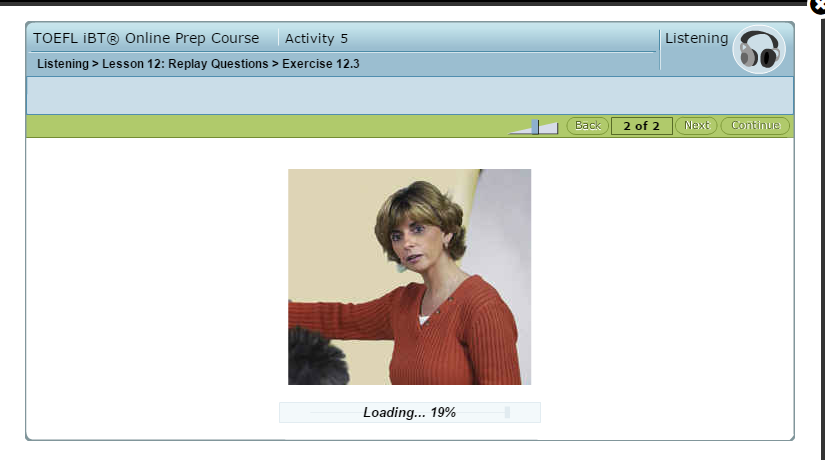 TOEFL iBT® Online Prep Course Activity 5 Listening
Listening > Lesson 12: Replay Questions > Exercise 12.3
Back 2 of 2 Next Continue
Loading... 19%